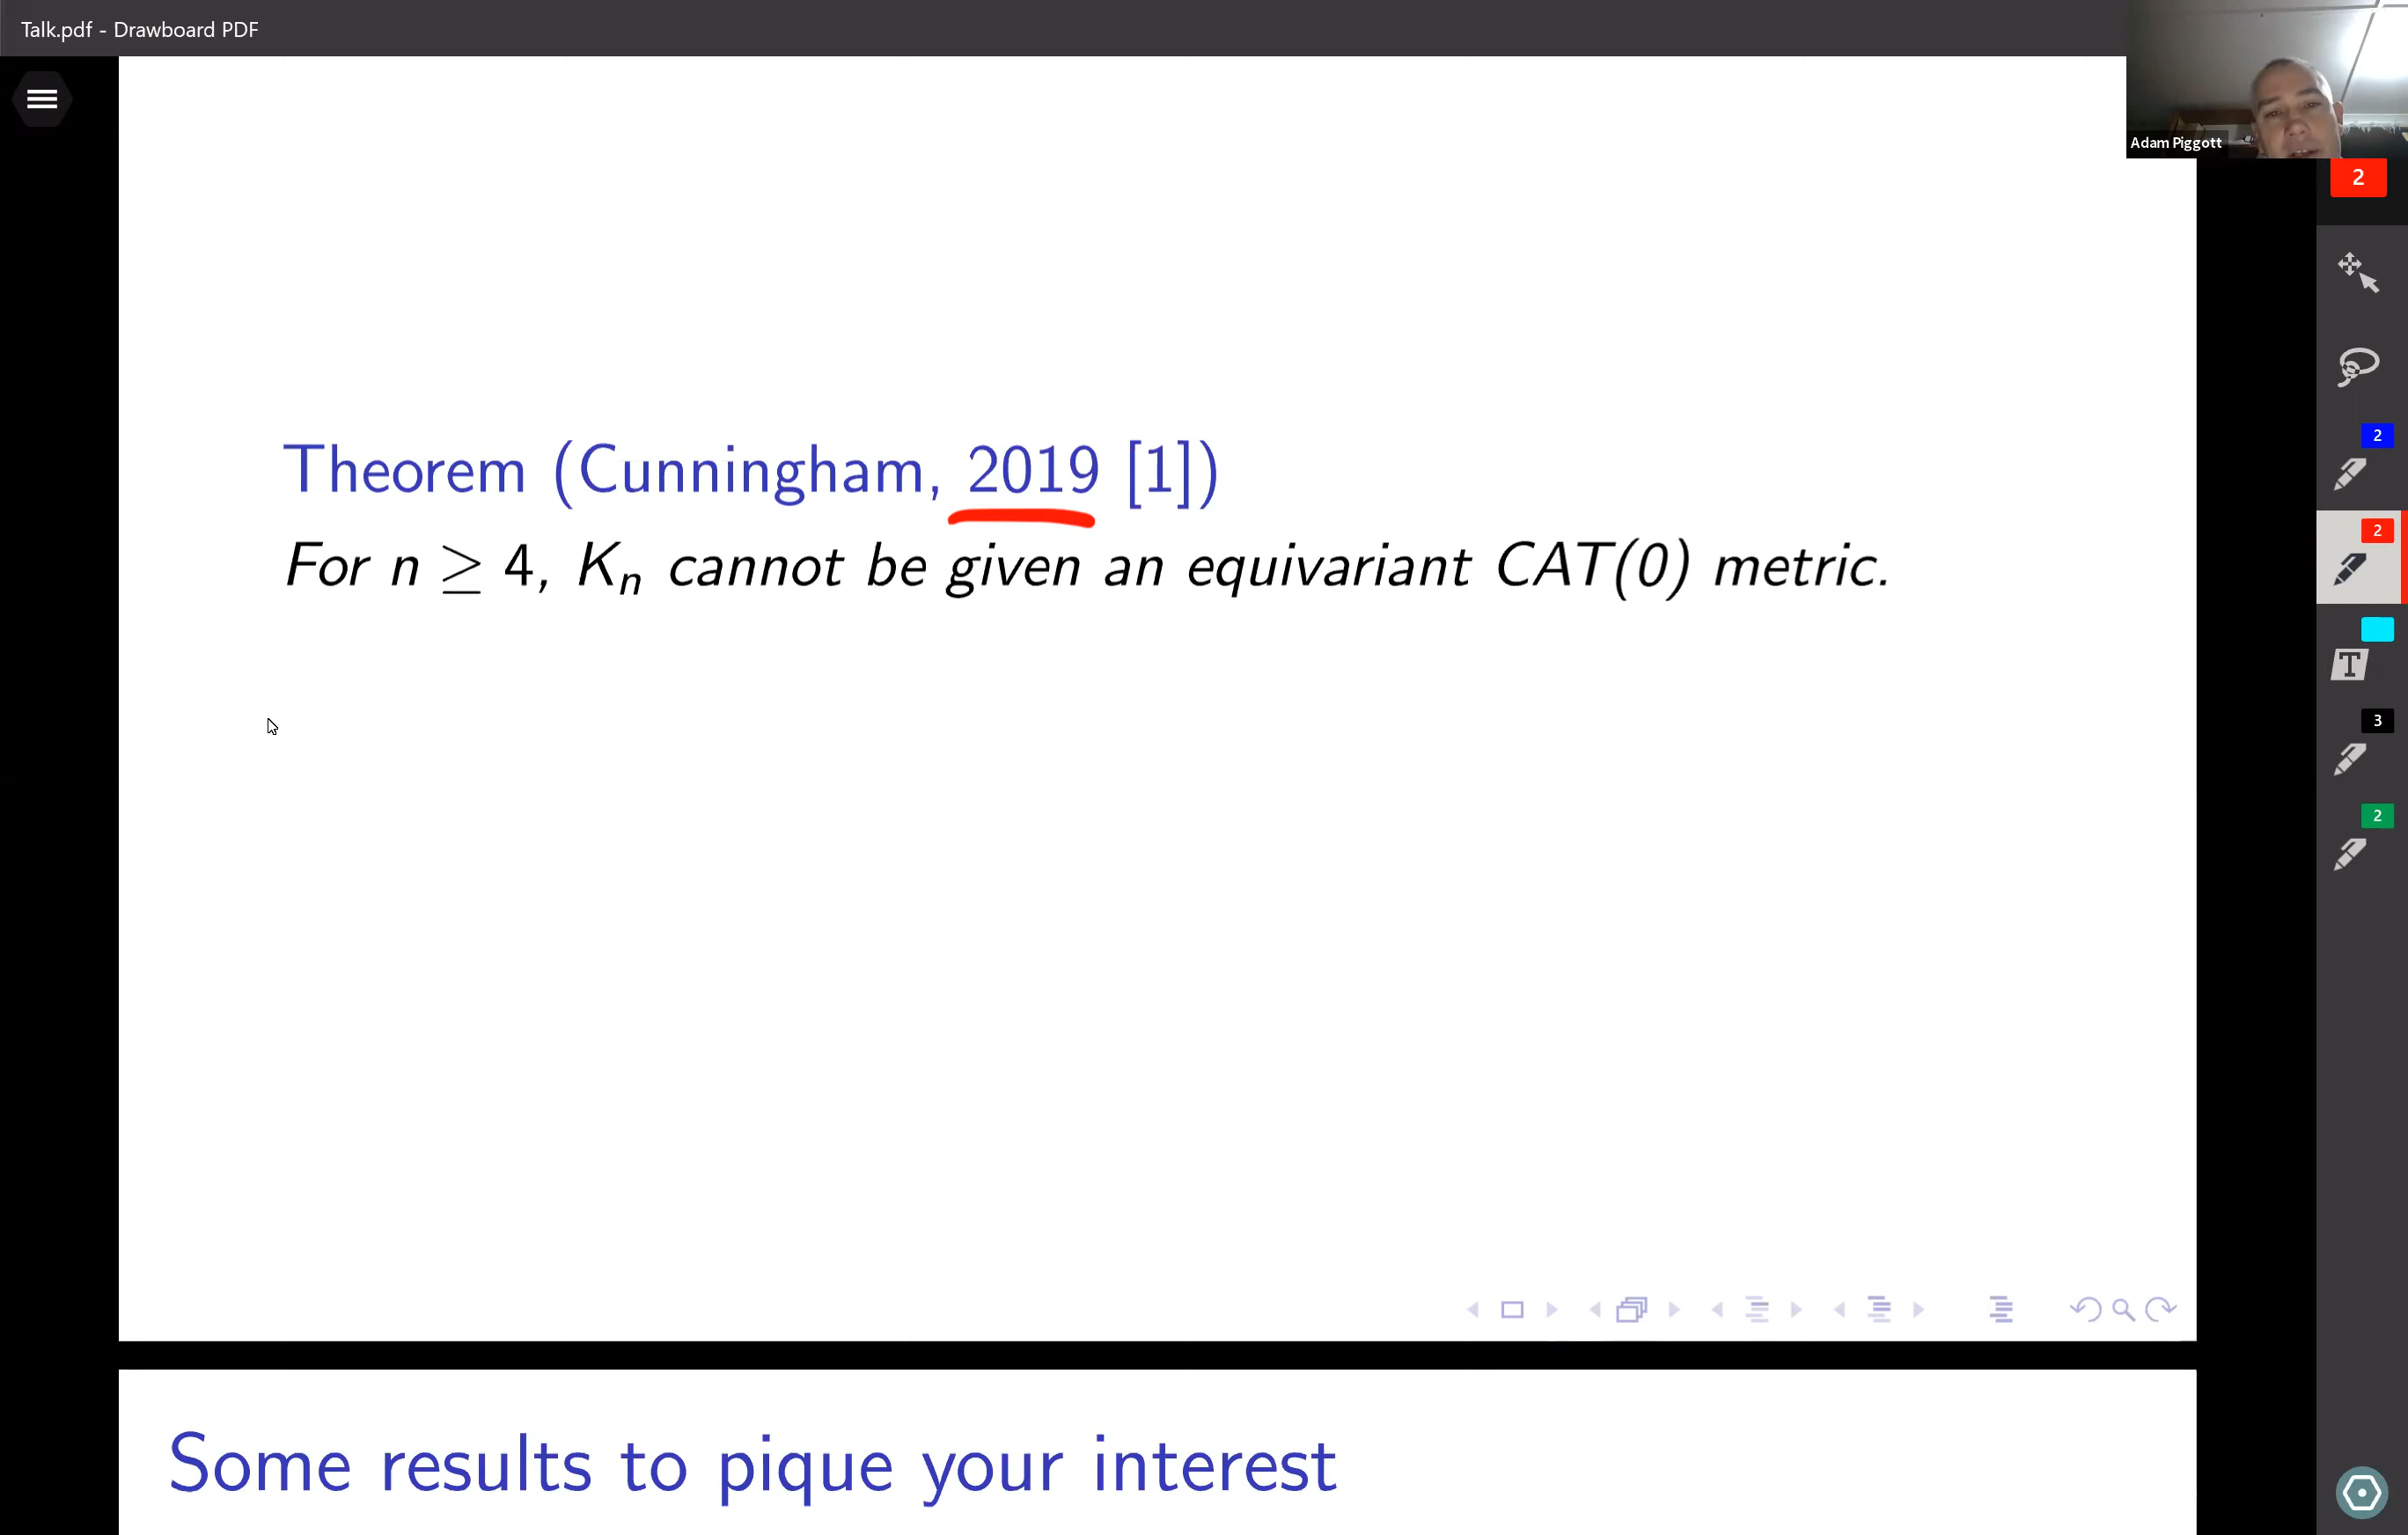 Talk.pdf - Drawboard PDF
Adam Piggott
2
Theorem (Cunningham, 2019 [1])
For n ≥ 4, Kn cannot be given an equivariant CAT(0) metric.
2
2
T
3
2
Some results to pique your interest